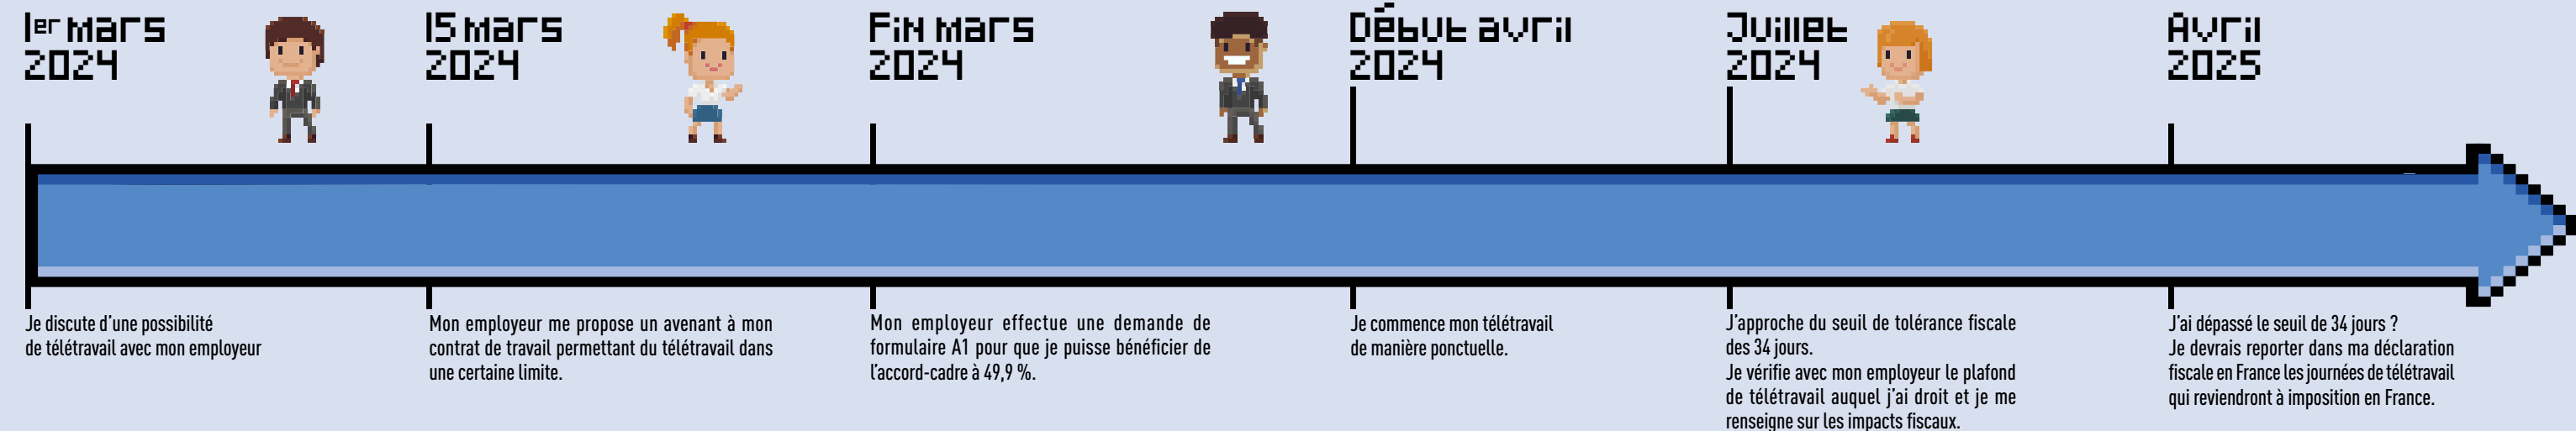 1er mars
2024
Je discute d'une possibilité
de télétravail avec mon employeur
15 mars
2024
Mon employeur me propose un avenant à mon
contrat de travail permettant du télétravail dans
une certaine limite.
Fin mars
2024
Mon employeur effectue une demande de
formulaire A1 pour que je puisse bénéficier de
l'accord-cadre à 49,9 %.
Début avril
2024
Je commence mon télétravail
de manière ponctuelle.
Juillet
2024
J'approche du seuil de tolérance fiscale
des 34 jours.
Je vérifie avec mon employeur le plafond
de télétravail auquel j'ai droit et je me
renseigne sur les impacts fiscaux.
Avril
2025
J'ai dépassé le seuil de 34 jours ?
Je devrais reporter dans ma déclaration
fiscale en France les journées de télétravail
qui reviendront à imposition en France.